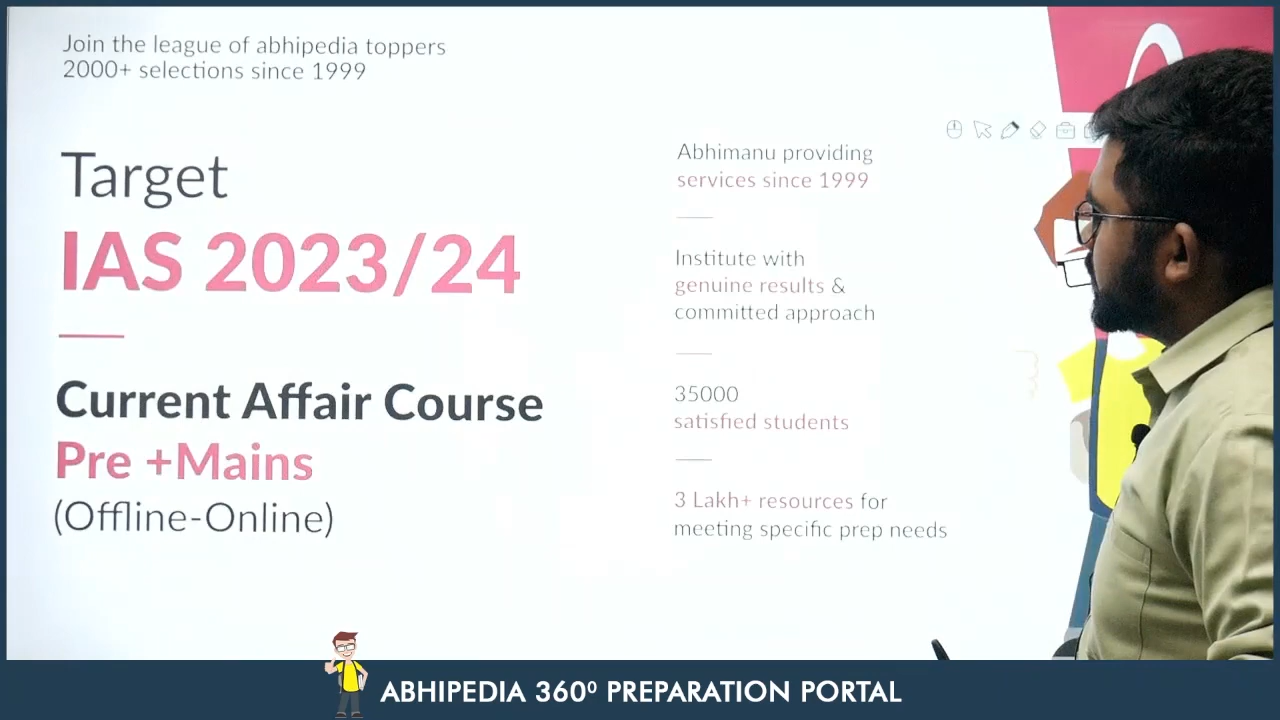 Join the league of abhipedia toppers
2000+ selections since 1999
Target
IAS 2023/24
Current Affair Course
Pre +Mains
(Offline-Online)
Abhimanu providing
services since 1999
Institute with
genuine results &
committed approach
35000
satisfied students
3 Lakh+ resources for
meeting specific prep needs
ABHIPEDIA 360⁰ PREPARATION PORTAL